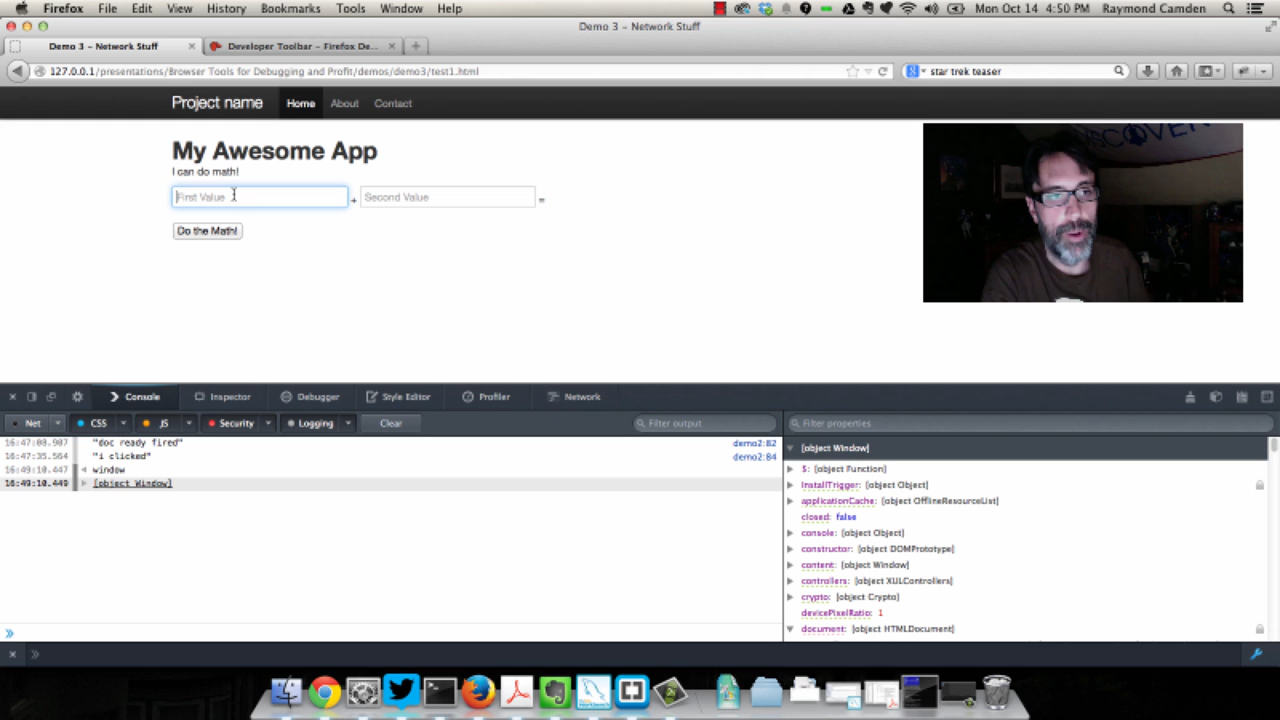 Firefox File Edit View History Bookmarks Tools Window Help Mon Oct 14 4:50 PM Raymond Camden
Demo 3 – Network Stuff
Demo 3 – Network Stuff Developer Toolbar – Firefox De...
127.0.0.1/presentations/Browser Tools for Debugging and Profit/demos/demo3/test1.html star trek teaser
Project name Home About Contact
My Awesome App
I can do math!
First Value + Second Value =
Do the Math!
Console Inspector Debugger Style Editor Profiler Network
Net CSS JS Security Logging Clear Filter output Filter properties
16:47:08.907 "doc ready fired" demo2:82
16:47:35.564 "i clicked" demo2:84
16:49:10.447 window
16:49:10.449 [object Window]
[object Window]
$: [object Function]
InstallTrigger: [object Object]
applicationCache: [object OfflineResourceList]
closed: false
console: [object Object]
constructor: [object DOMPrototype]
content: [object Window]
controllers: [object XULControllers]
crypto: [object Crypto]
devicePixelRatio: 1
document: [object HTMLDocument]